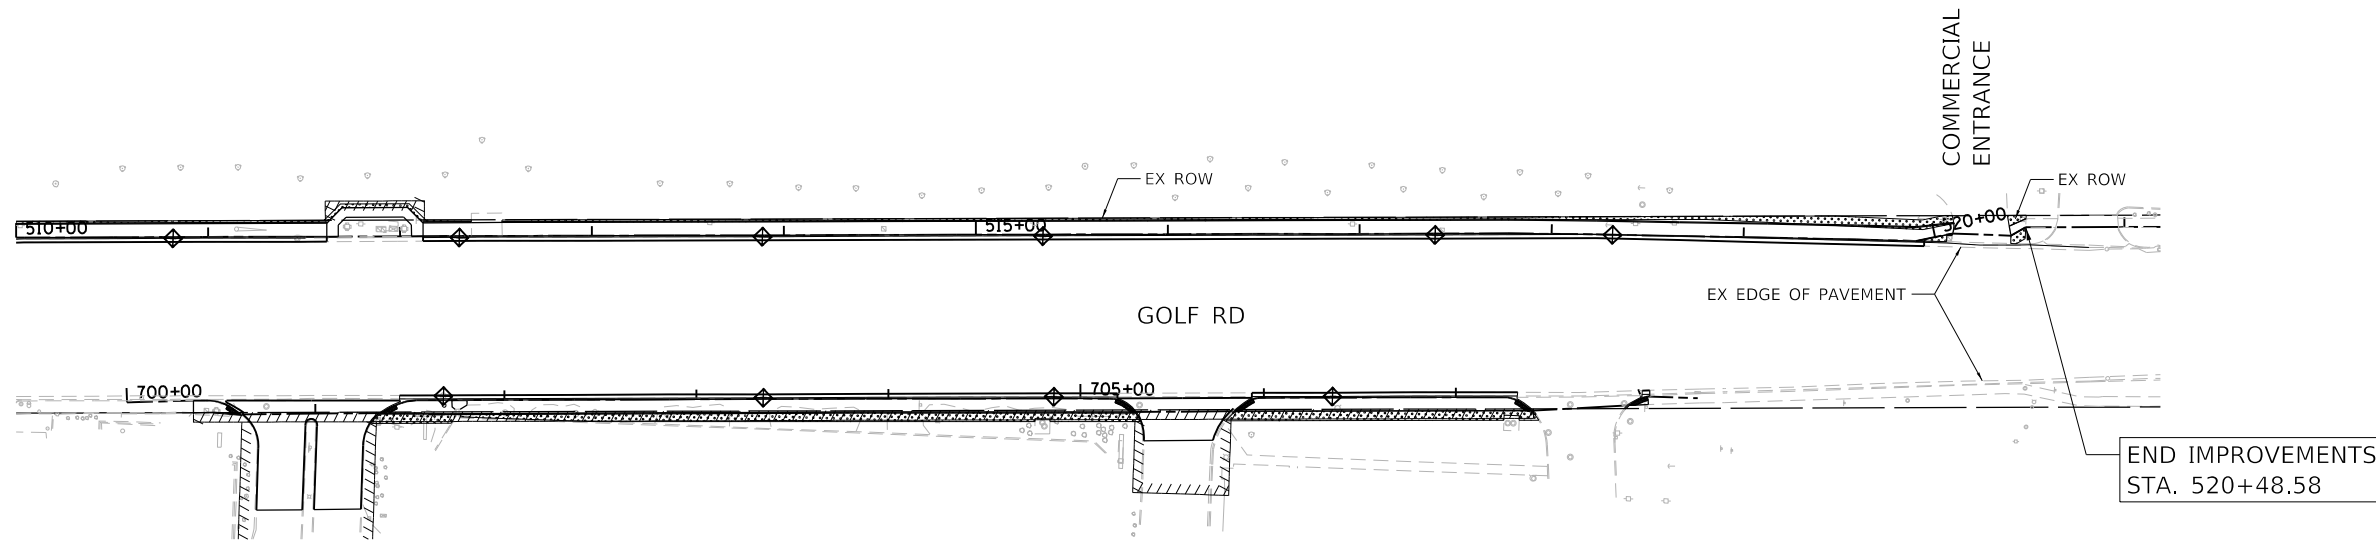 COMMERCIAL
ENTRANCE
EX ROW
EX ROW
510+00
515+00
520+00
EX EDGE OF PAVEMENT
GOLF RD
700+00
705+00
END IMPROVEMENTS
STA. 520+48.58